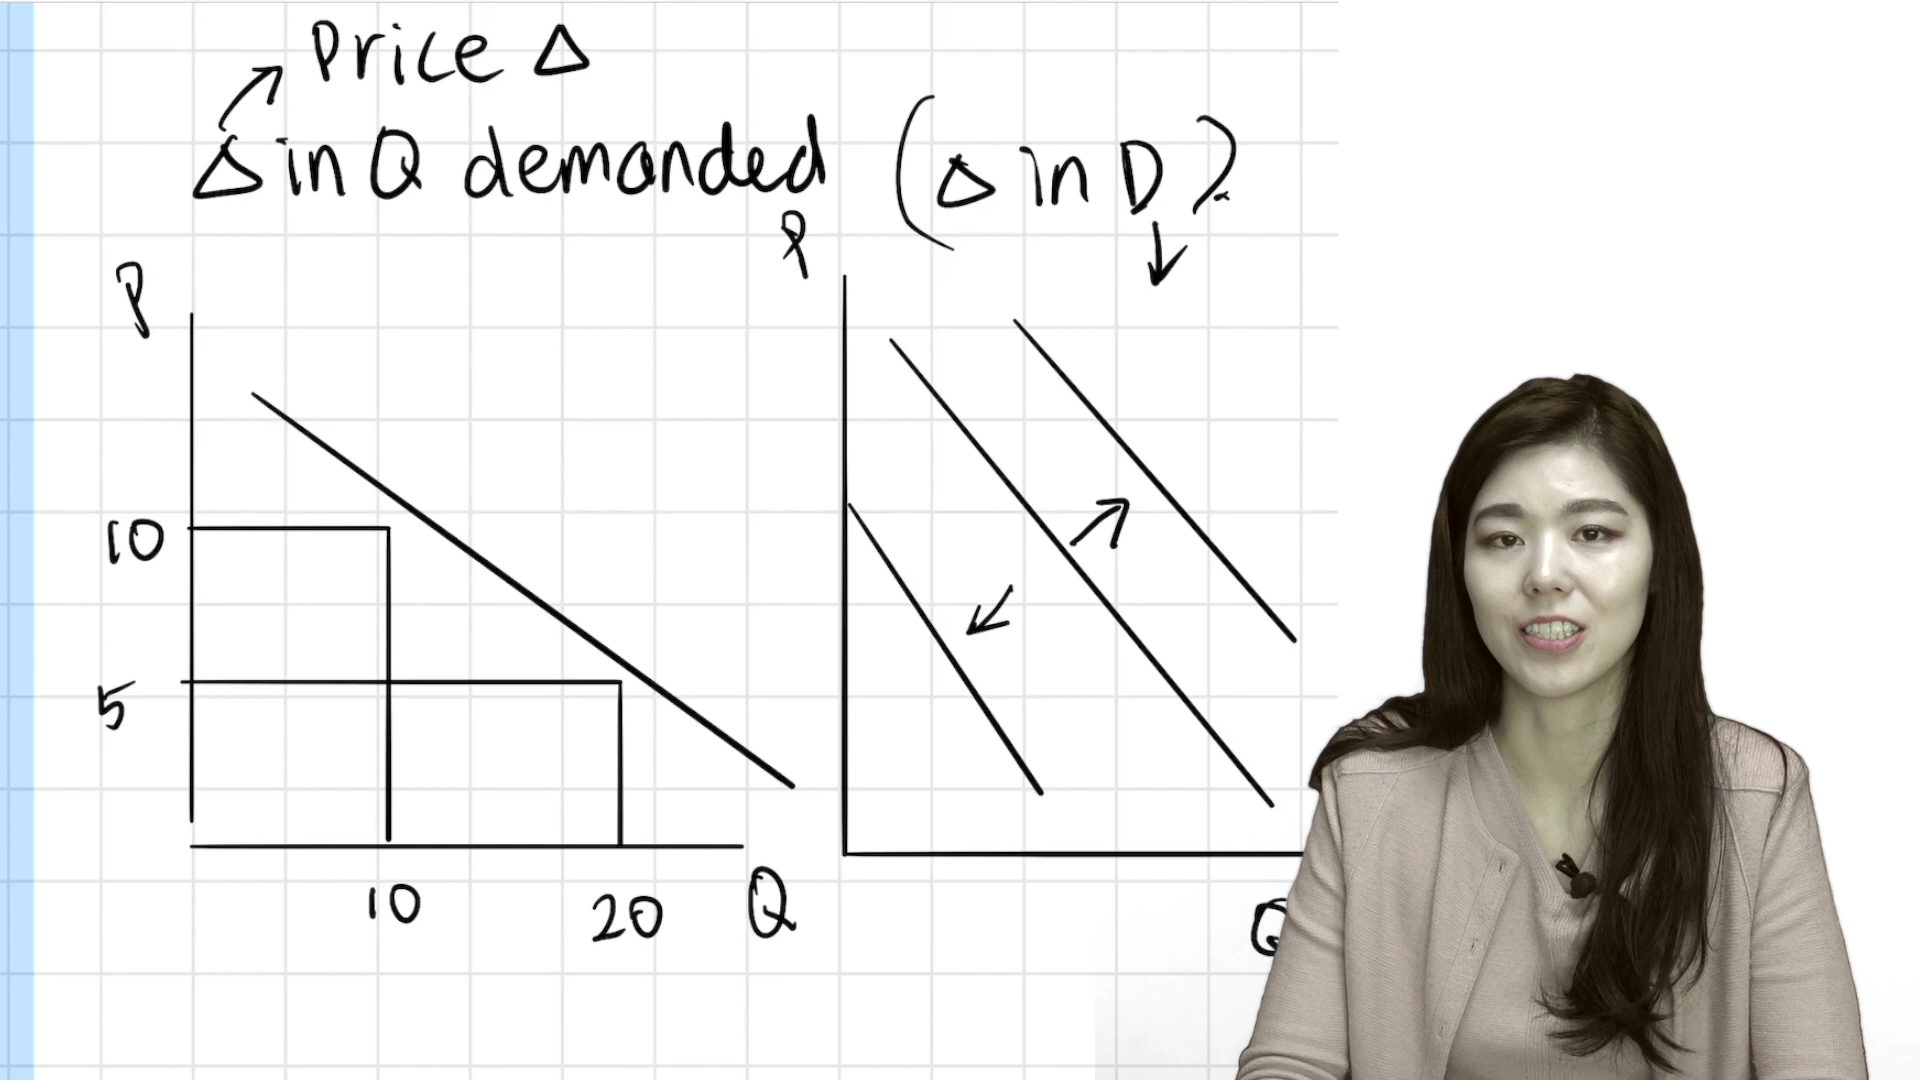 Price Δ
Δ in Q demanded (Δ in D)
P
P
10
5
10
20
Q
Q